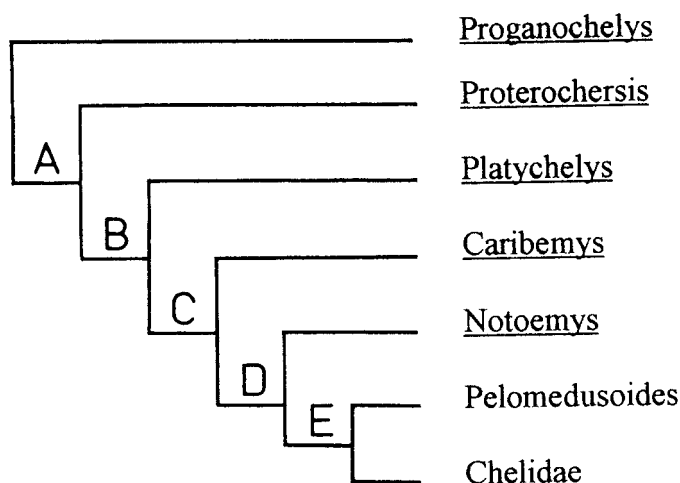 Proganochelys
Proterochersis
A
Platychelys
B
Caribemys
C
Notoemys
D
Pelomedusoides
E
Chelidae